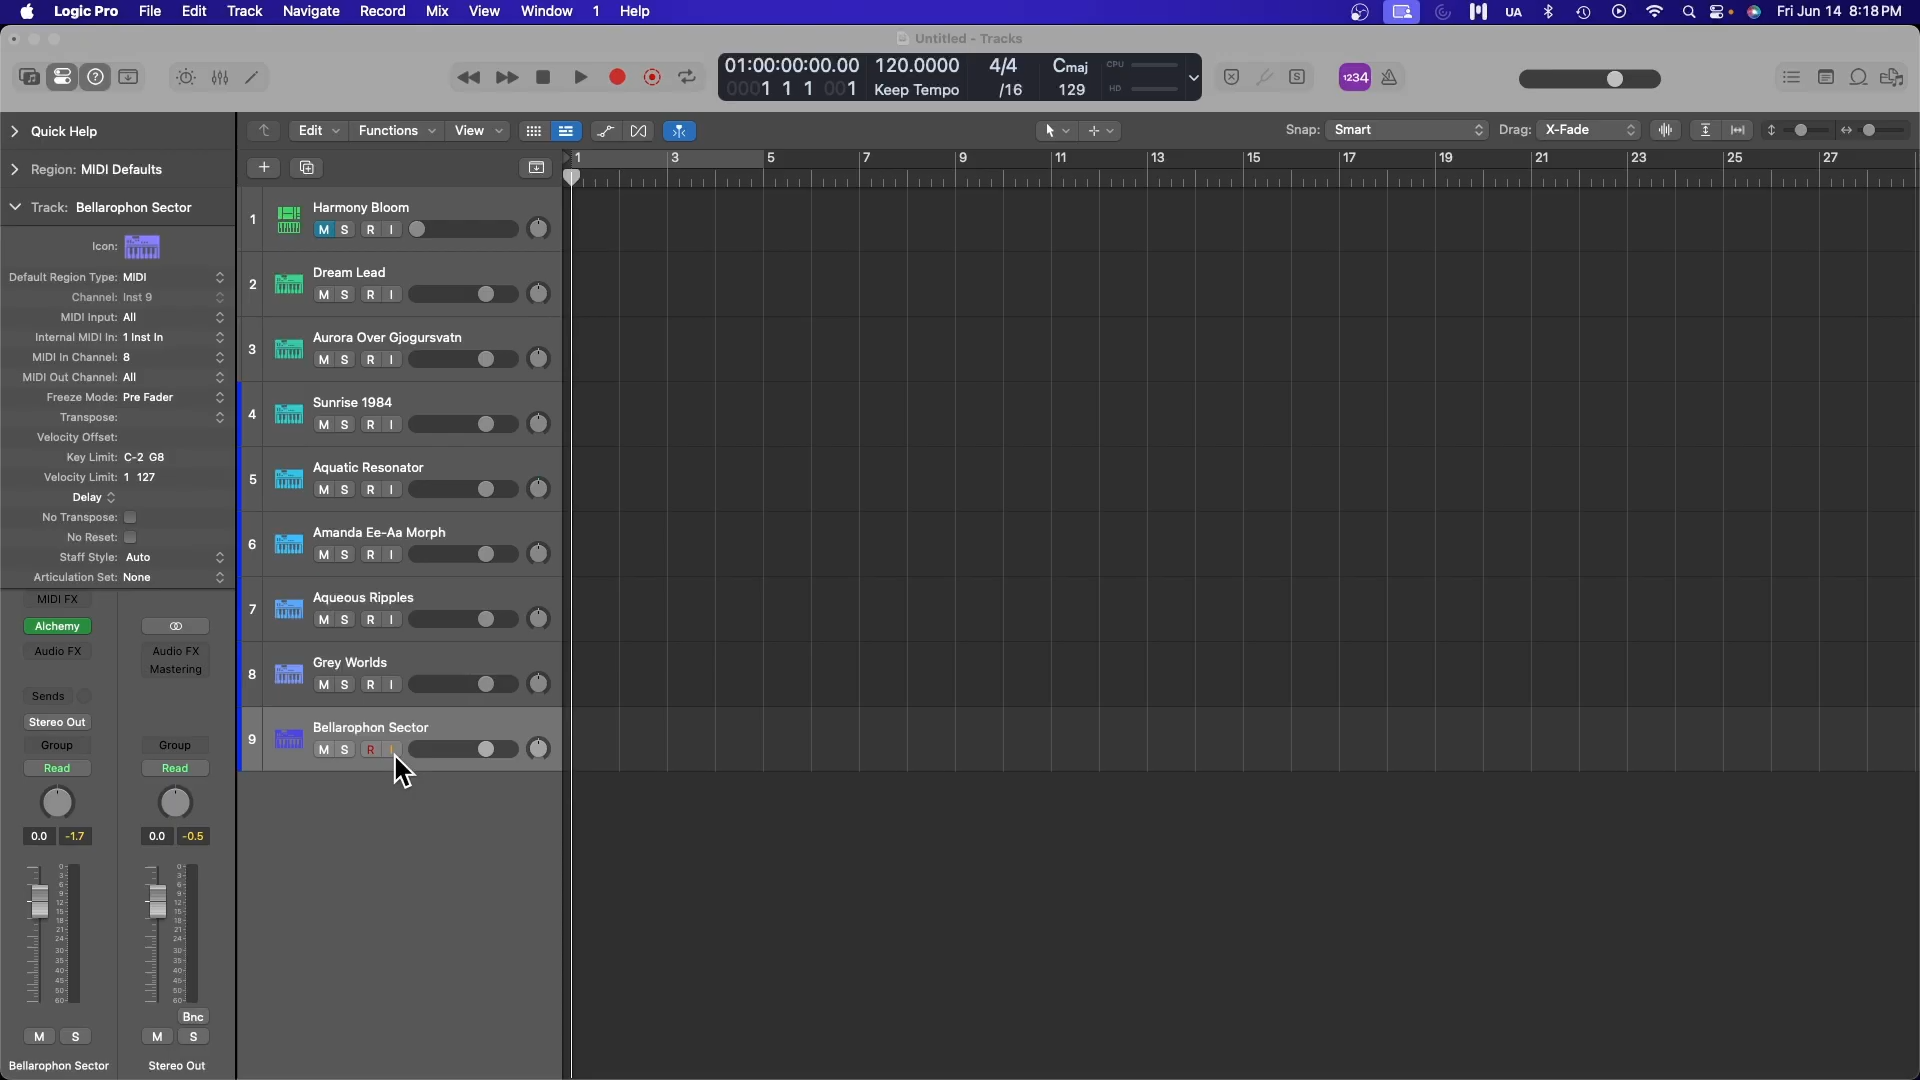 Logic Pro File Edit Track Navigate Record Mix View Window 1 Help
UA Fri Jun 14 8:18 PM
Untitled - Tracks
01:00:00:00.00 120.0000 4/4 Cmaj CPU
0001 1 1 001 Keep Tempo /16 129 HD
S 1234
Quick Help
Region: MIDI Defaults
Track: Bellarophon Sector
Icon:
Default Region Type: MIDI
Channel: Inst 9
MIDI Input: All
Internal MIDI In: 1 Inst In
MIDI In Channel: 8
MIDI Out Channel: All
Freeze Mode: Pre Fader
Transpose:
Velocity Offset:
Key Limit: C-2 G8
Velocity Limit: 1 127
Delay
No Transpose:
No Reset:
Staff Style: Auto
Articulation Set: None
MIDI FX
Alchemy
Audio FX Audio FX
Mastering
Sends
Stereo Out
Group Group
Read Read
0.0 -1.7 0.0 -0.5
Bnc
M S M S
Bellarophon Sector Stereo Out
Edit Functions View Snap: Smart Drag: X-Fade
1 3 5 7 9 11 13 15 17 19 21 23 25 27
1 Harmony Bloom
M S R I
2 Dream Lead
M S R I
3 Aurora Over Gjogursvatn
M S R I
4 Sunrise 1984
M S R I
5 Aquatic Resonator
M S R I
6 Amanda Ee-Aa Morph
M S R I
7 Aqueous Ripples
M S R I
8 Grey Worlds
M S R I
9 Bellarophon Sector
M S R I